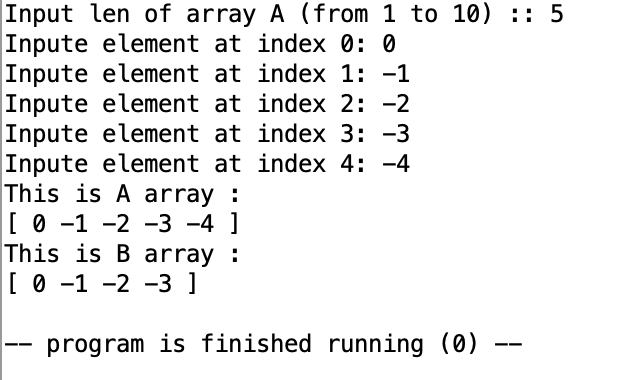 Input len of array A (from 1 to 10) :: 5
Inpute element at index 0: 0
Inpute element at index 1: -1
Inpute element at index 2: -2
Inpute element at index 3: -3
Inpute element at index 4: -4
This is A array :
[ 0 -1 -2 -3 -4 ]
This is B array :
[ 0 -1 -2 -3 ]
-- program is finished running (0) --